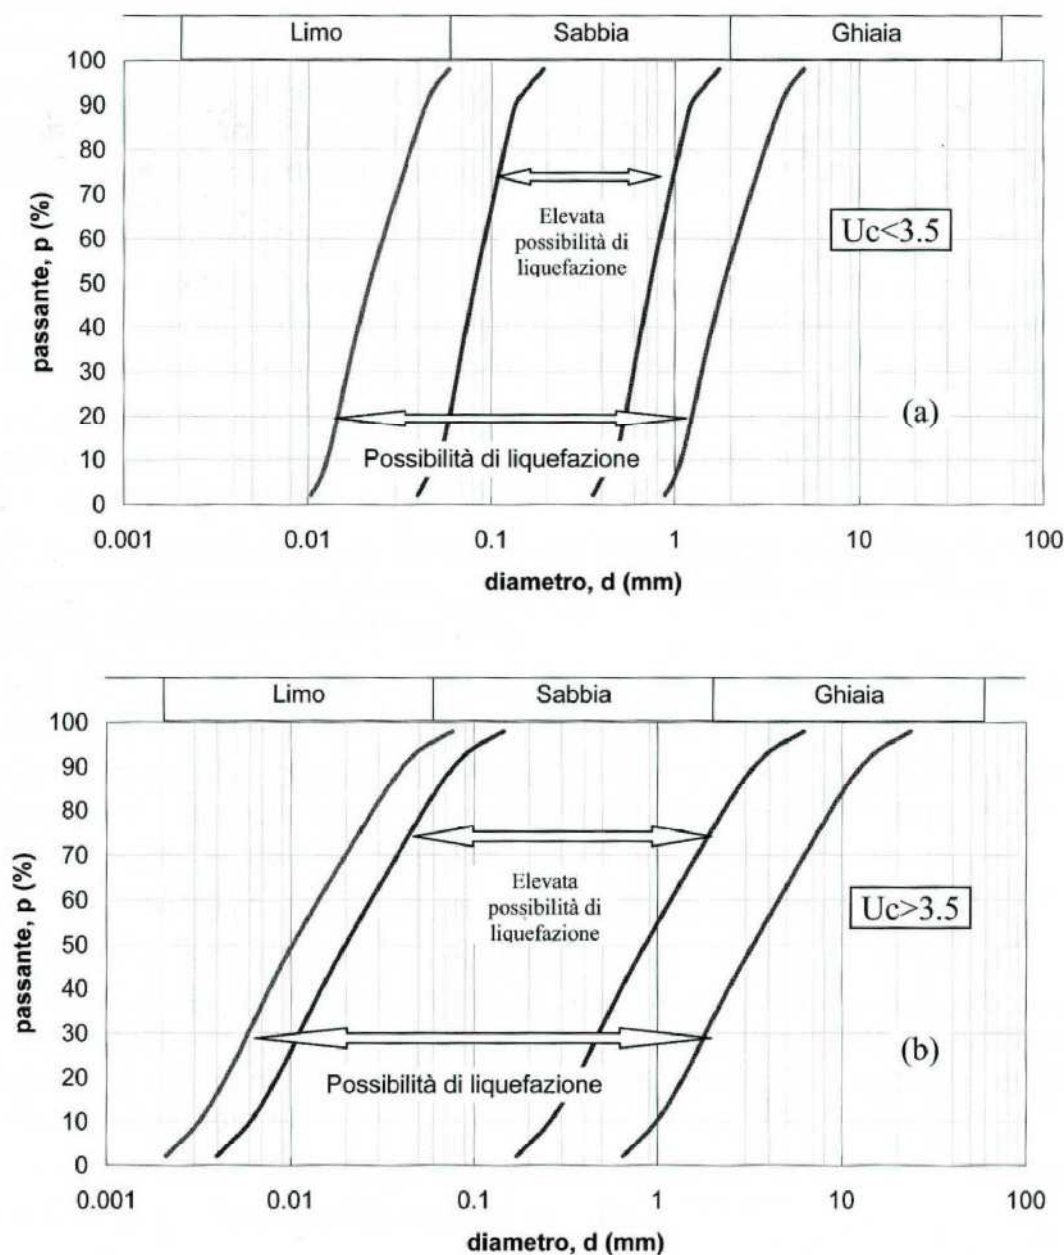 Limo
Sabbia
Ghiaia
100
90
80
70
60
50
40
30
20
10
0
passante, p (%)
Elevata
possibilità di
liquefazione
Uc<3.5
(a)
Possibilità di liquefazione
0.001
0.01
0.1
1
10
100
diametro, d (mm)
Limo
Sabbia
Ghiaia
100
90
80
70
60
50
40
30
20
10
0
passante, p (%)
Elevata
possibilità di
liquefazione
Uc>3.5
(b)
Possibilità di liquefazione
0.001
0.01
0.1
1
10
100
diametro, d (mm)